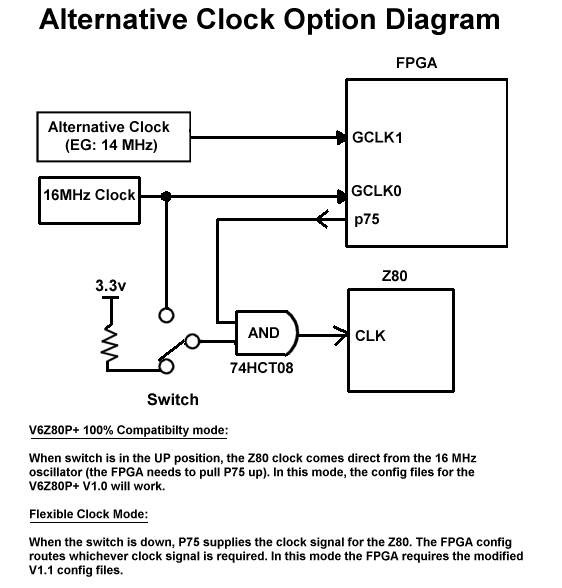 Alternative Clock Option Diagram
FPGA
Alternative Clock
(EG: 14 MHz)
GCLK1
16MHz Clock
GCLK0
p75
Z80
3.3v
AND
CLK
74HCT08
Switch
V6Z80P+ 100% Compatibilty mode:
When switch is in the UP position, the Z80 clock comes direct from the 16 MHz
oscillator (the FPGA needs to pull P75 up). In this mode, the config files for the
V6Z80P+ V1.0 will work.
Flexible Clock Mode:
When the switch is down, P75 supplies the clock signal for the Z80. The FPGA config
routes whichever clock signal is required. In this mode the FPGA requires the modified
V1.1 config files.